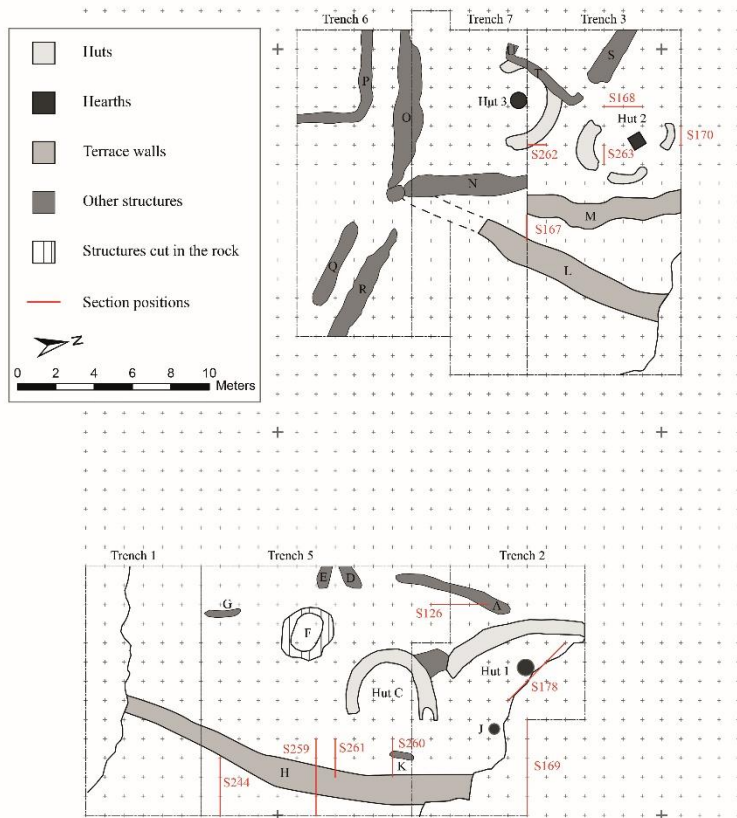 Trench 6
Trench 7
Trench 3
Huts
Hearths
Terrace walls
Other structures
Structures cut in the rock
Section positions
N
0 2 4 6 8 10
Meters
U
S
P
T
Hut 3
S168
O
Hut 2
S170
S262
S263
N
M
S167
Q
L
R
Trench 1
Trench 5
Trench 2
E
D
G
A
S126
F
Hut 1
Hut C
S178
J
S259
S261
S260
K
H
S244
S169